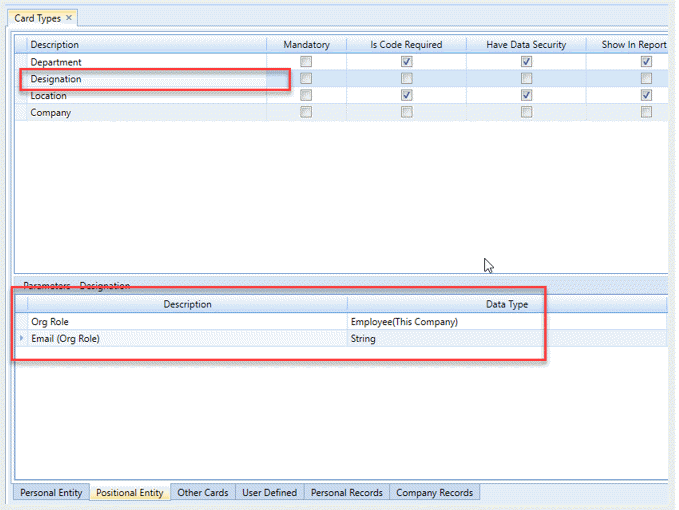 Card Types ×
Description Mandatory Is Code Required Have Data Security Show In Report
Department
Designation
Location
Company
Parameters - Designation
Description Data Type
Org Role Employee(This Company)
Email (Org Role) String
Personal Entity Positional Entity Other Cards User Defined Personal Records Company Records